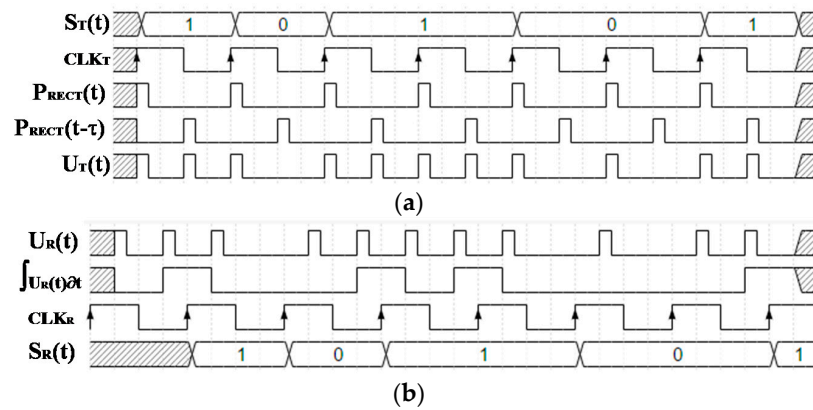 ST(t) 1 0 1 0 1
CLKT
PRECT(t)
PRECT(t-τ)
UT(t)
(a)
UR(t)
∫UR(t)∂t
CLKR
SR(t) 1 0 1 0 1
(b)